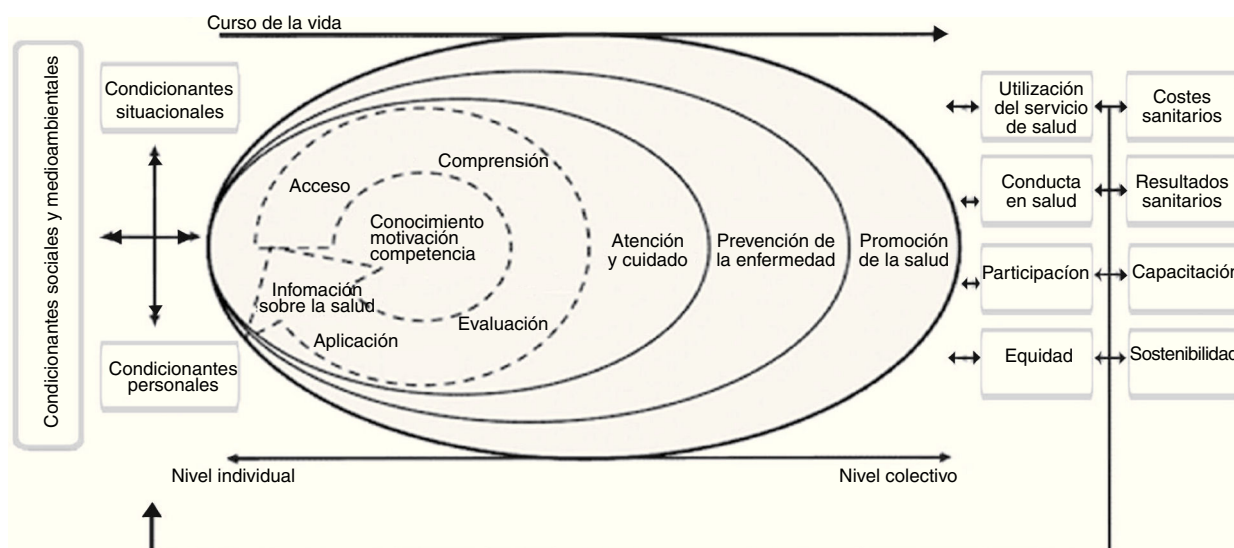 Curso de la vida
Condicionantes sociales y medioambientales
Condicionantes
situacionales
Condicionantes
personales
Acceso
Comprensión
Conocimiento
motivación
competencia
Infomación
sobre la salud
Aplicación
Evaluación
Atención
y cuidado
Prevención de
la enfermedad
Promoción
de la salud
Utilización
del servicio
de salud
Costes
sanitarios
Conducta
en salud
Resultados
sanitarios
Participacíon
Capacitación
Equidad
Sostenibilidad
Nivel individual
Nivel colectivo